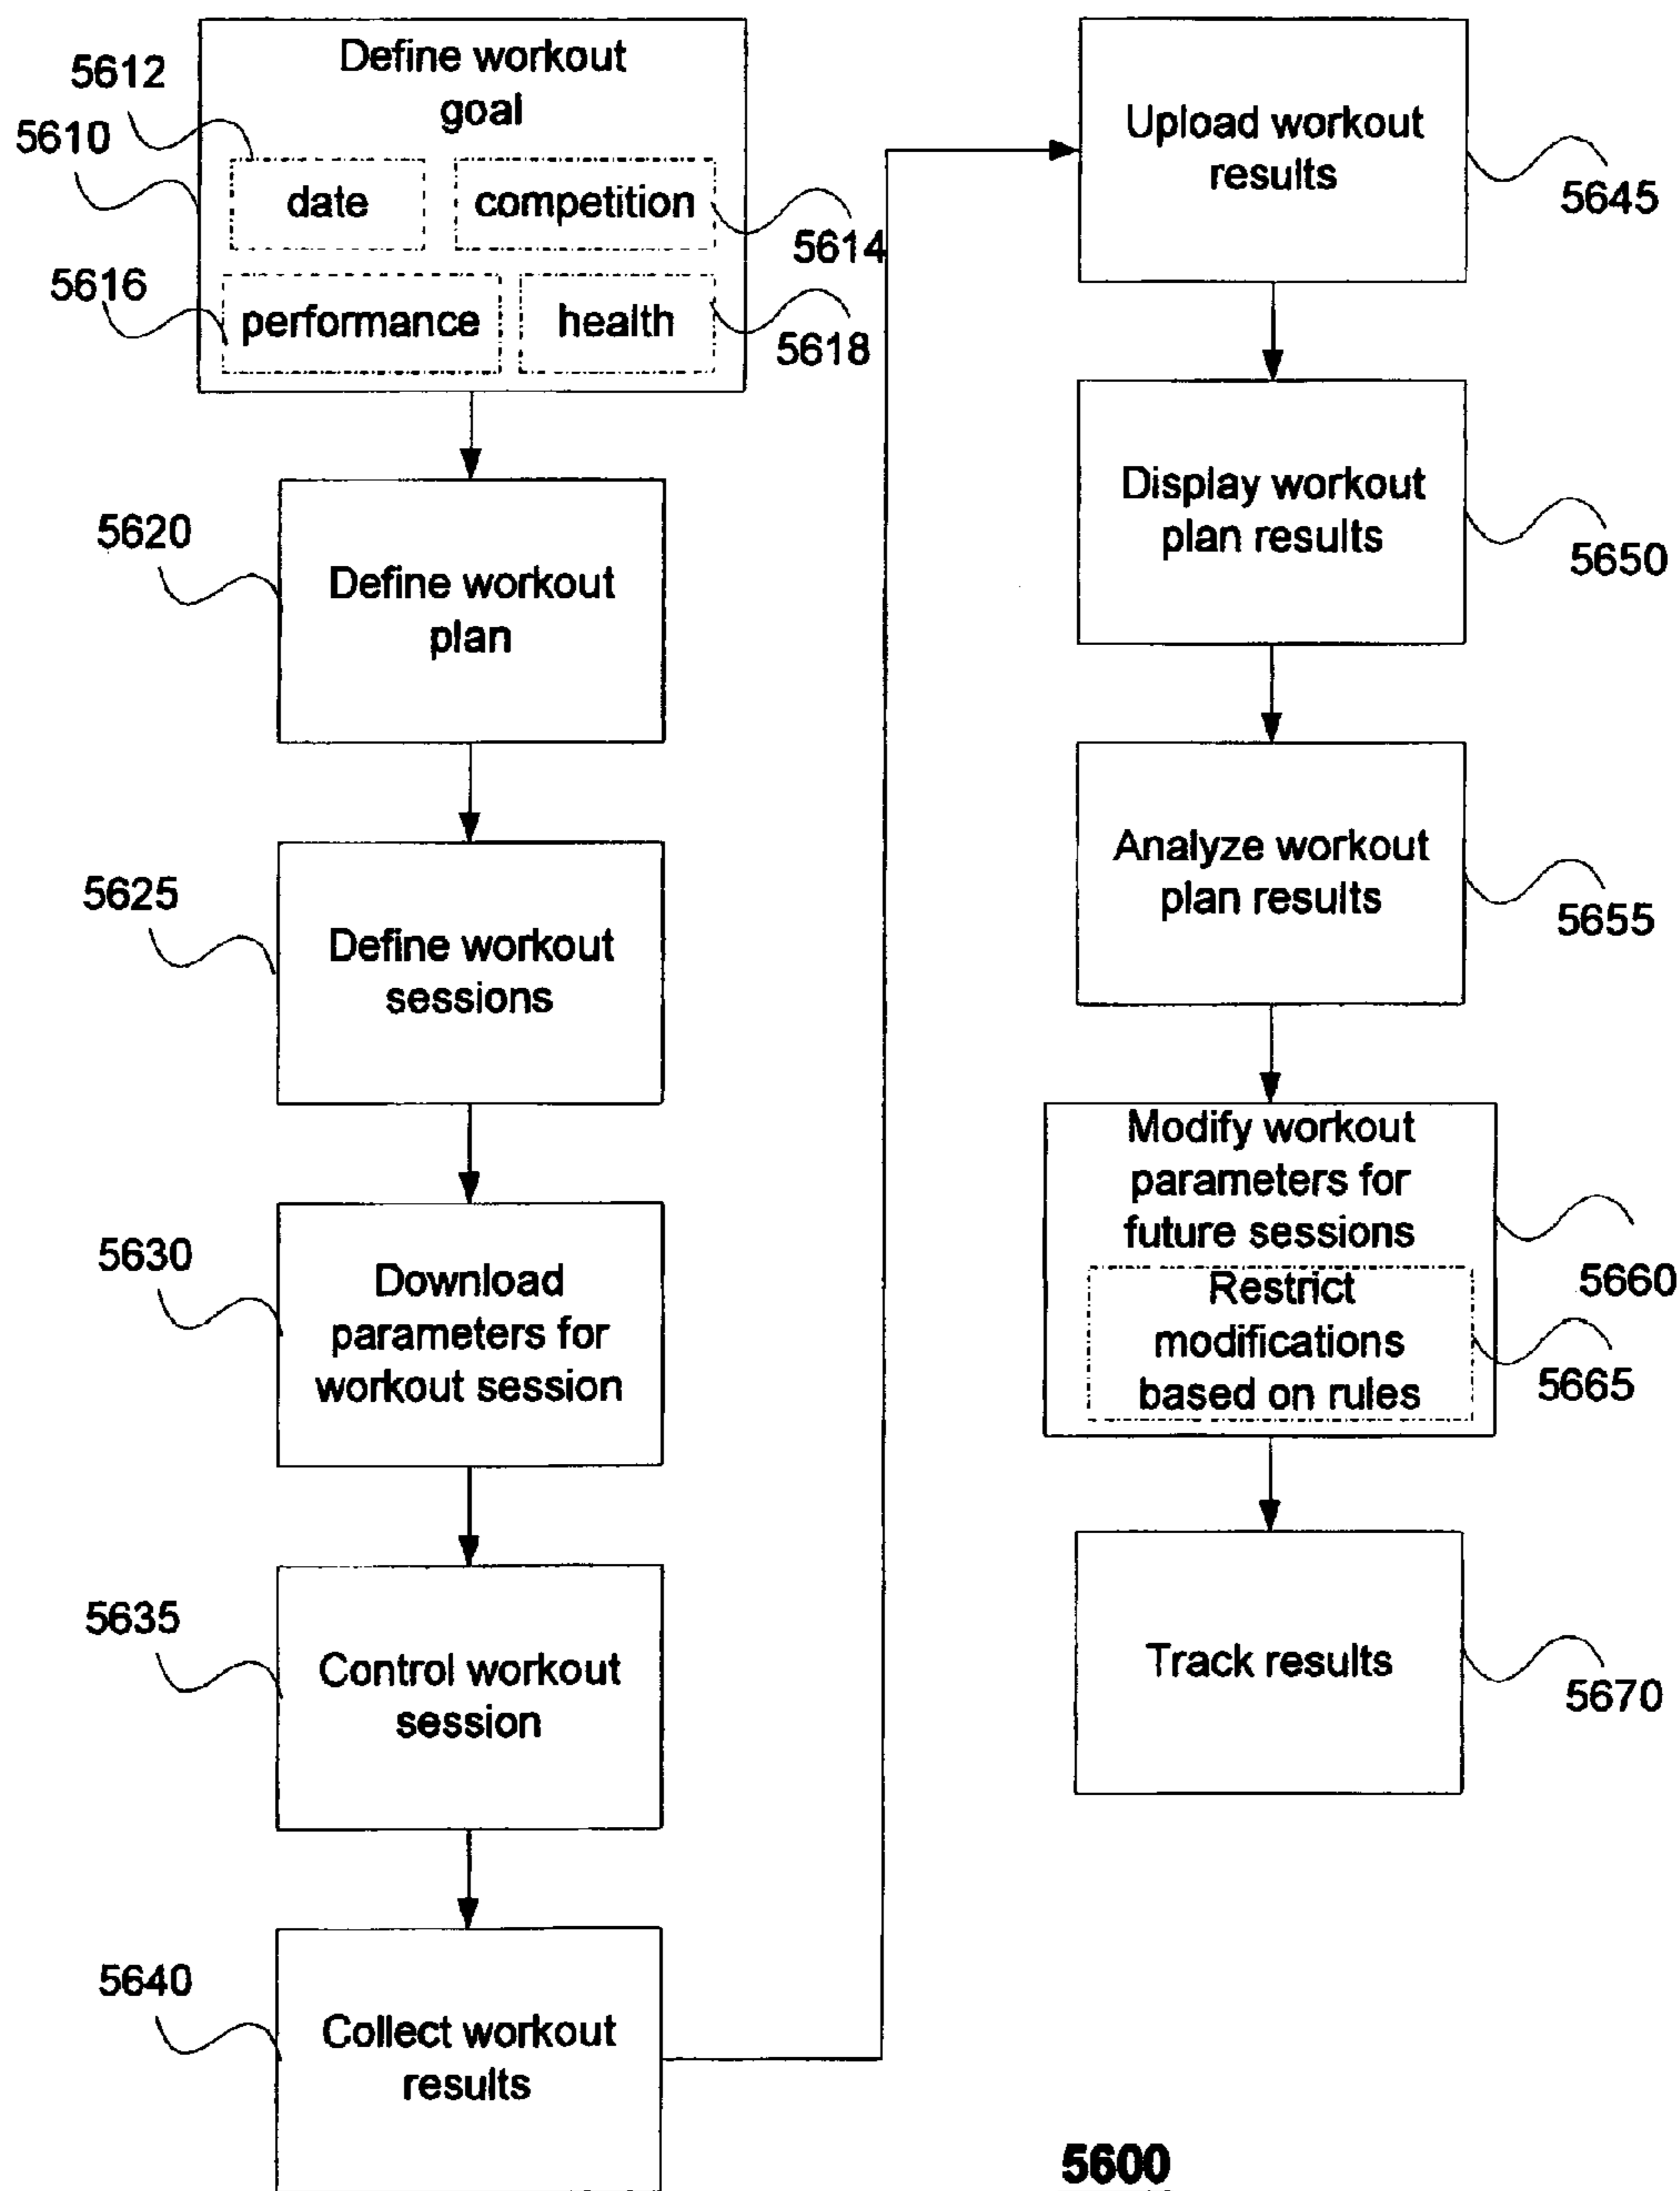 Define workout
goal
5612
5610
date
competition
5614
5616
performance
health
5618
5620
Define workout
plan
5625
Define workout
sessions
5630
Download
parameters for
workout session
5635
Control workout
session
5640
Collect workout
results
Upload workout
results
5645
Display workout
plan results
5650
Analyze workout
plan results
5655
Modify workout
parameters for
future sessions
5660
Restrict
modifications
based on rules
5665
Track results
5670
5600